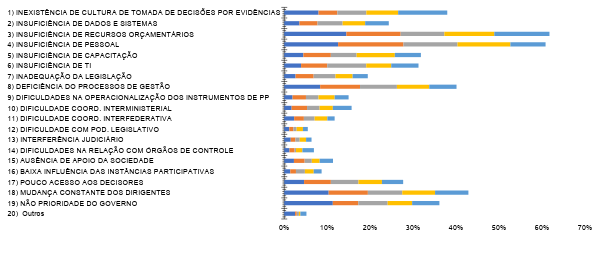 1) INEXISTÊNCIA DE CULTURA DE TOMADA DE DECISÕES POR EVIDÊNCIAS
2) INSUFICIÊNCIA DE DADOS E SISTEMAS
3) INSUFICIÊNCIA DE RECURSOS ORÇAMENTÁRIOS
4) INSUFICIÊNCIA DE PESSOAL
5) INSUFICIÊNCIA DE CAPACITAÇÃO
6) INSUFICIÊNCIA DE TI
7) INADEQUAÇÃO DA LEGISLAÇÃO
8) DEFICIÊNCIA DO PROCESSOS DE GESTÃO
9) DIFICULDADES NA OPERACIONALIZAÇÃO DOS INSTRUMENTOS DE PP
10) DIFICULDADE COORD. INTERMINISTERIAL
11) DIFICULDADE COORD. INTERFEDERATIVA
12) DIFICULDADE COM POD. LEGISLATIVO
13) INTERFERÊNCIA JUDICIÁRIO
14) DIFICULDADES NA RELAÇÃO COM ÓRGÃOS DE CONTROLE
15) AUSÊNCIA DE APOIO DA SOCIEDADE
16) BAIXA INFLUÊNCIA DAS INSTÂNCIAS PARTICIPATIVAS
17) POUCO ACESSO AOS DECISORES
18) MUDANÇA CONSTANTE DOS DIRIGENTES
19) NÃO PRIORIDADE DO GOVERNO
20) Outros
0% 10% 20% 30% 40% 50% 60% 70%